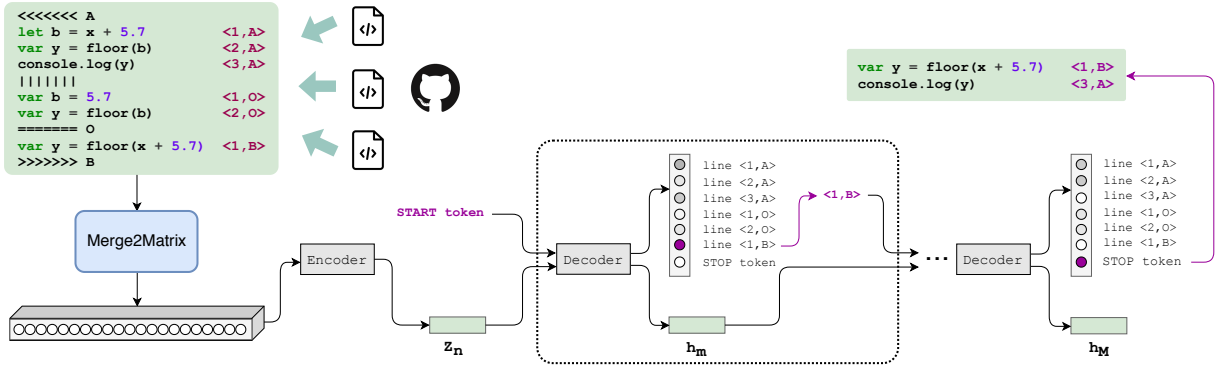 <<<<<<< A
let b = x + 5.7 <1,A>
var y = floor(b) <2,A>
console.log(y) <3,A>
|||||||
var b = 5.7 <1,O>
var y = floor(b) <2,O>
======= O
var y = floor(x + 5.7) <1,B>
>>>>>>> B
</>
</>
</>
var y = floor(x + 5.7) <1,B>
console.log(y) <3,A>
Merge2Matrix
Encoder
z_n
START token
Decoder
line <1,A>
line <2,A>
line <3,A>
line <1,O>
line <2,O>
line <1,B>
STOP token
<1,B>
h_m
...
Decoder
line <1,A>
line <2,A>
line <3,A>
line <1,O>
line <2,O>
line <1,B>
STOP token
h_M